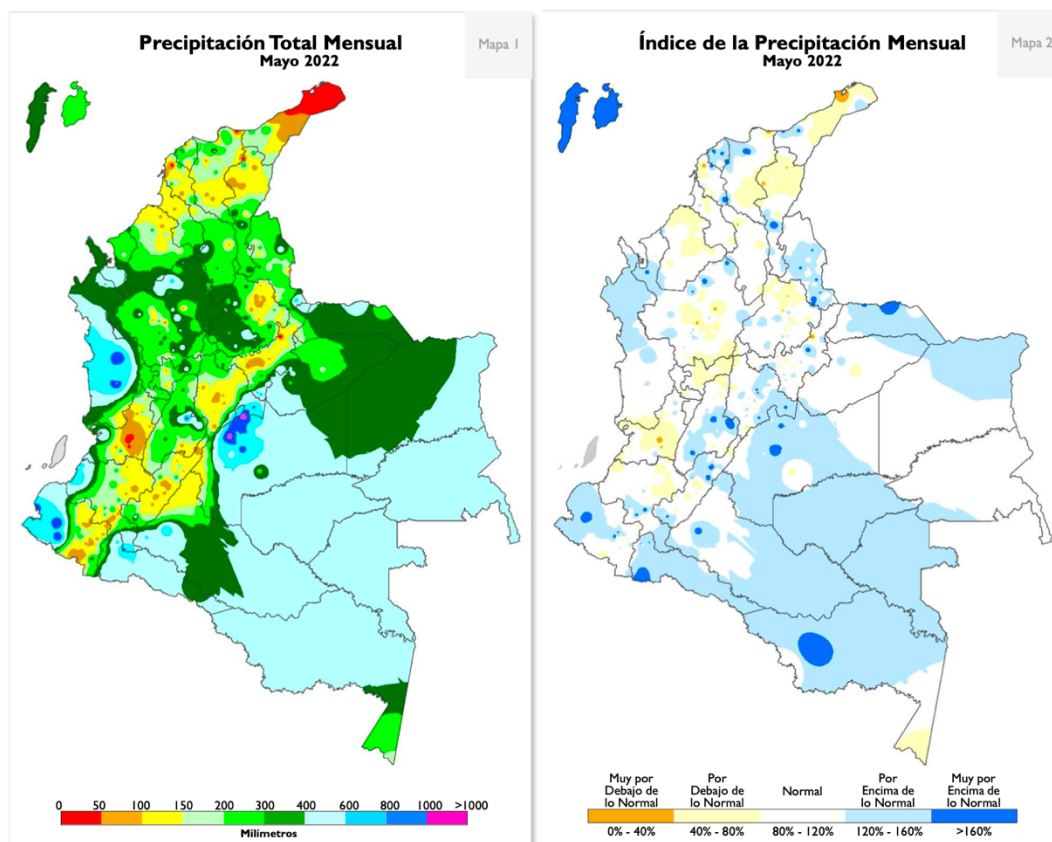 Precipitación Total Mensual
Mayo 2022
Mapa 1
0 50 100 150 200 300 400 600 800 1000 >1000
Milímetros
Índice de la Precipitación Mensual
Mayo 2022
Mapa 2
Muy por Debajo de lo Normal
Por Debajo de lo Normal
Normal
Por Encima de lo Normal
Muy por Encima de lo Normal
0% - 40% 40% - 80% 80% - 120% 120% - 160% >160%